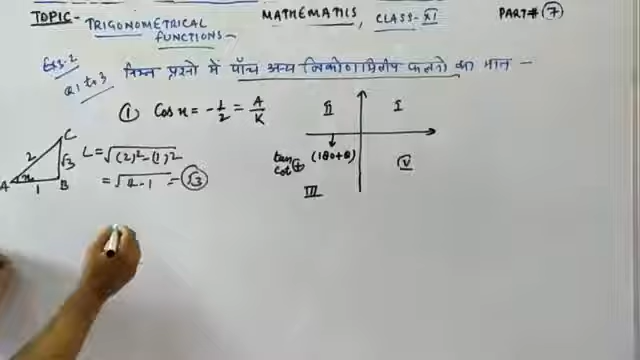 TOPIC- TRIGONOMETRICAL FUNCTIONS- MATHEMATICS, CLASS-XI PART#7
Ex 3.2
Q1 to 3
निम्न प्रश्नो में पाँच अन्य त्रिकोणमितीय फलनो का मान -
① Cos x = -1/2 = A/K
II I
2 C √3 A x 1 B
L = √(2)²-(1)²
= √4-1 = √3
tan cot ⊕ (180+θ)
IV
III